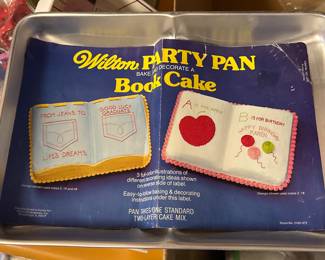 Wilton PARTY PAN
BAKE & DECORATE A
Book Cake
FROM JEANS TO
LIFE'S DREAMS.
GOOD LUCK
GRADUATE
A IS FOR APPLE
B IS FOR BIRTHDAY
HAPPY BIRTHDAY
KAREN
3 full-color illustrations of
different decorating ideas shown
on reverse side of label.
Easy-to-follow baking & decorating
instructions under this label.
PAN TAKES ONE STANDARD
TWO-LAYER CAKE MIX